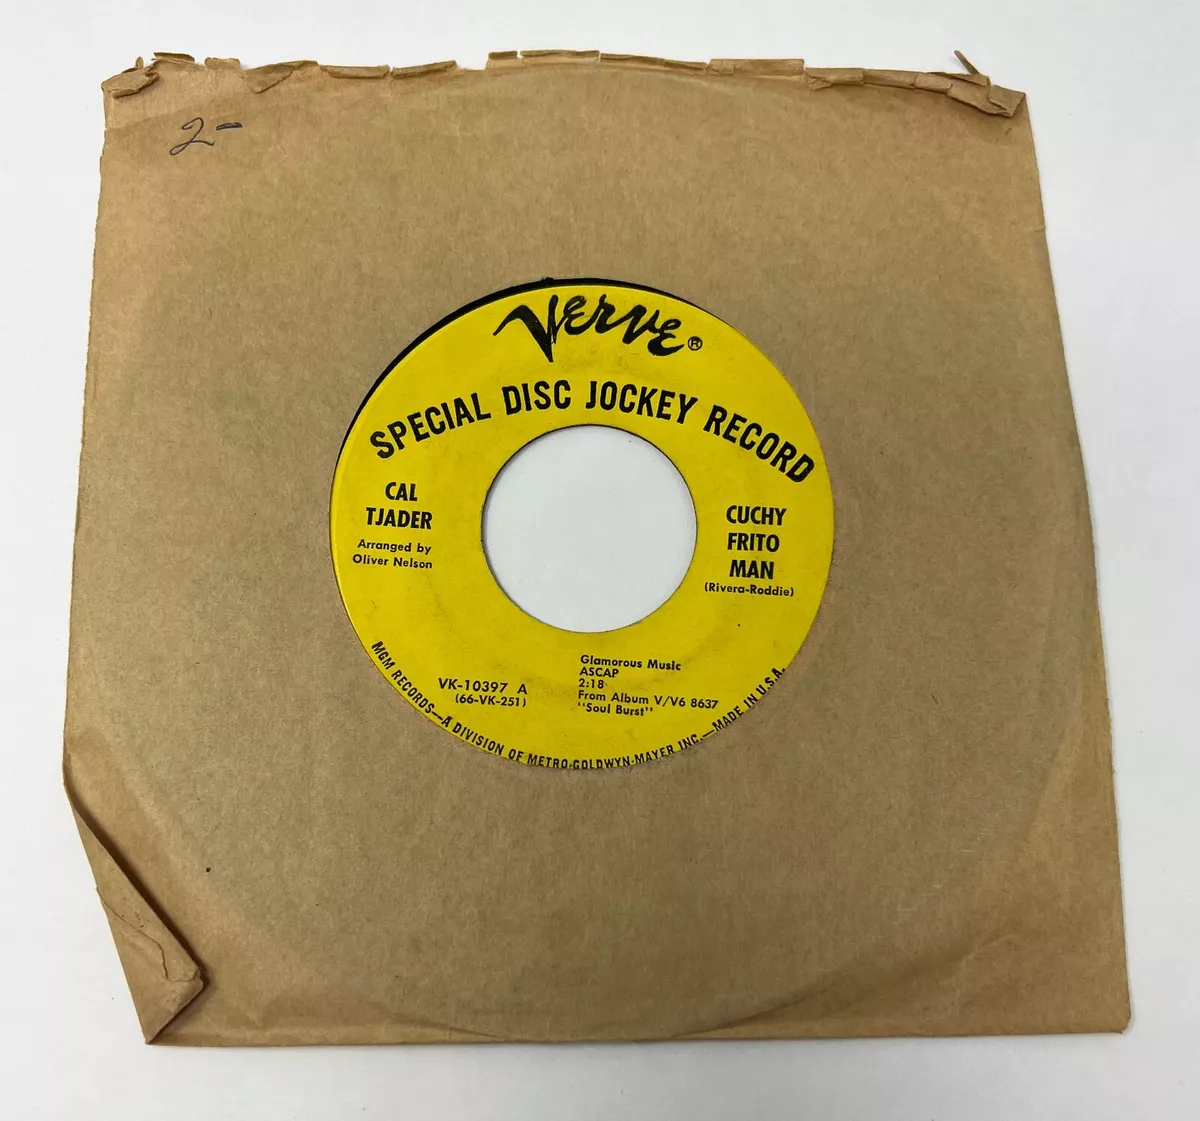 2-
VERVE®
SPECIAL DISC JOCKEY RECORD
CAL
TJADER
Arranged by
Oliver Nelson
CUCHY
FRITO
MAN
(Rivera-Roddie)
VK-10397 A
(66-VK-251)
Glamorous Music
ASCAP
2:18
From Album V/V6 8637
"Soul Burst"
MGM RECORDS—A DIVISION OF METRO-GOLDWYN-MAYER INC.—MADE IN U.S.A.